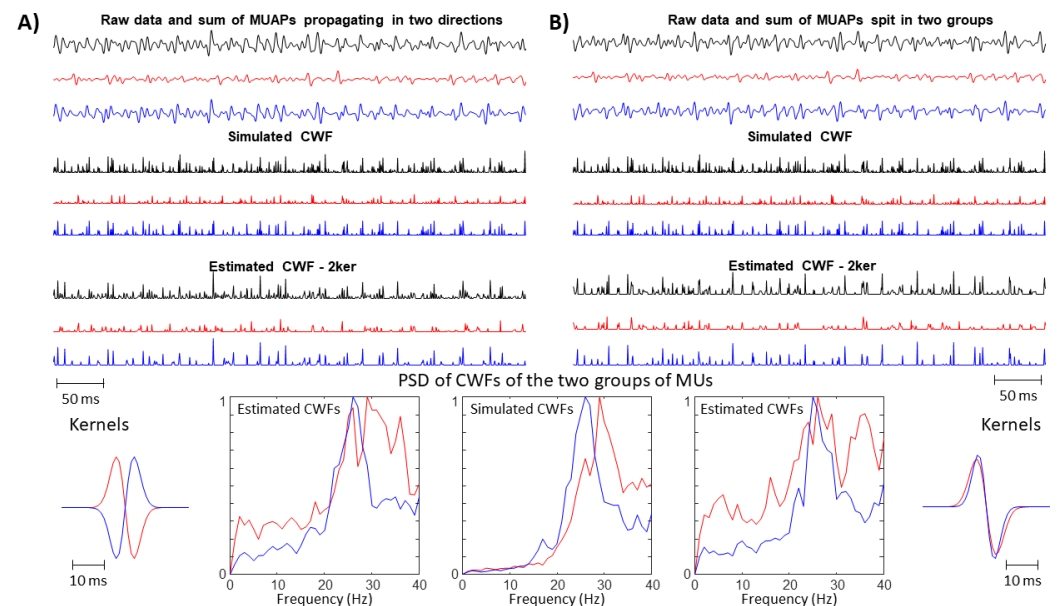 A)
Raw data and sum of MUAPs propagating in two directions
Simulated CWF
Estimated CWF - 2ker
50 ms
B)
Raw data and sum of MUAPs spit in two groups
Simulated CWF
Estimated CWF - 2ker
50 ms
PSD of CWFs of the two groups of MUs
Kernels
10 ms
Estimated CWFs
1
0
0 10 20 30 40
Frequency (Hz)
Simulated CWFs
1
0
0 10 20 30 40
Frequency (Hz)
Estimated CWFs
1
0
0 10 20 30 40
Frequency (Hz)
Kernels
10 ms